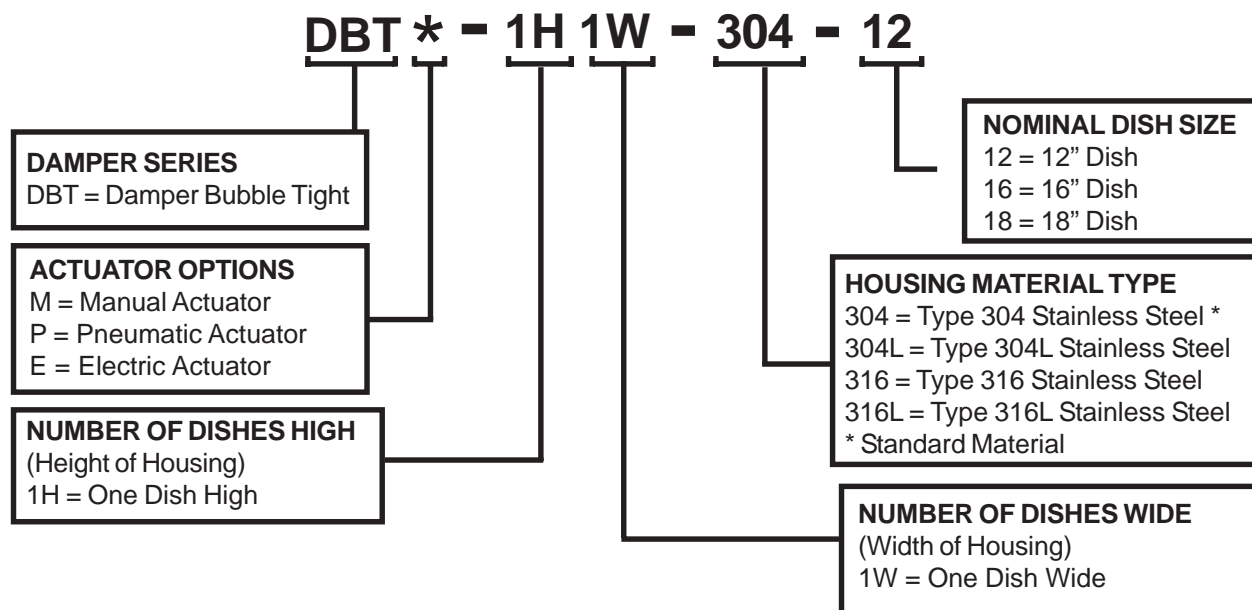 DBT * - 1H 1W - 304 - 12
DAMPER SERIES
DBT = Damper Bubble Tight
ACTUATOR OPTIONS
M = Manual Actuator
P = Pneumatic Actuator
E = Electric Actuator
NUMBER OF DISHES HIGH
(Height of Housing)
1H = One Dish High
NOMINAL DISH SIZE
12 = 12” Dish
16 = 16” Dish
18 = 18” Dish
HOUSING MATERIAL TYPE
304 = Type 304 Stainless Steel *
304L = Type 304L Stainless Steel
316 = Type 316 Stainless Steel
316L = Type 316L Stainless Steel
* Standard Material
NUMBER OF DISHES WIDE
(Width of Housing)
1W = One Dish Wide